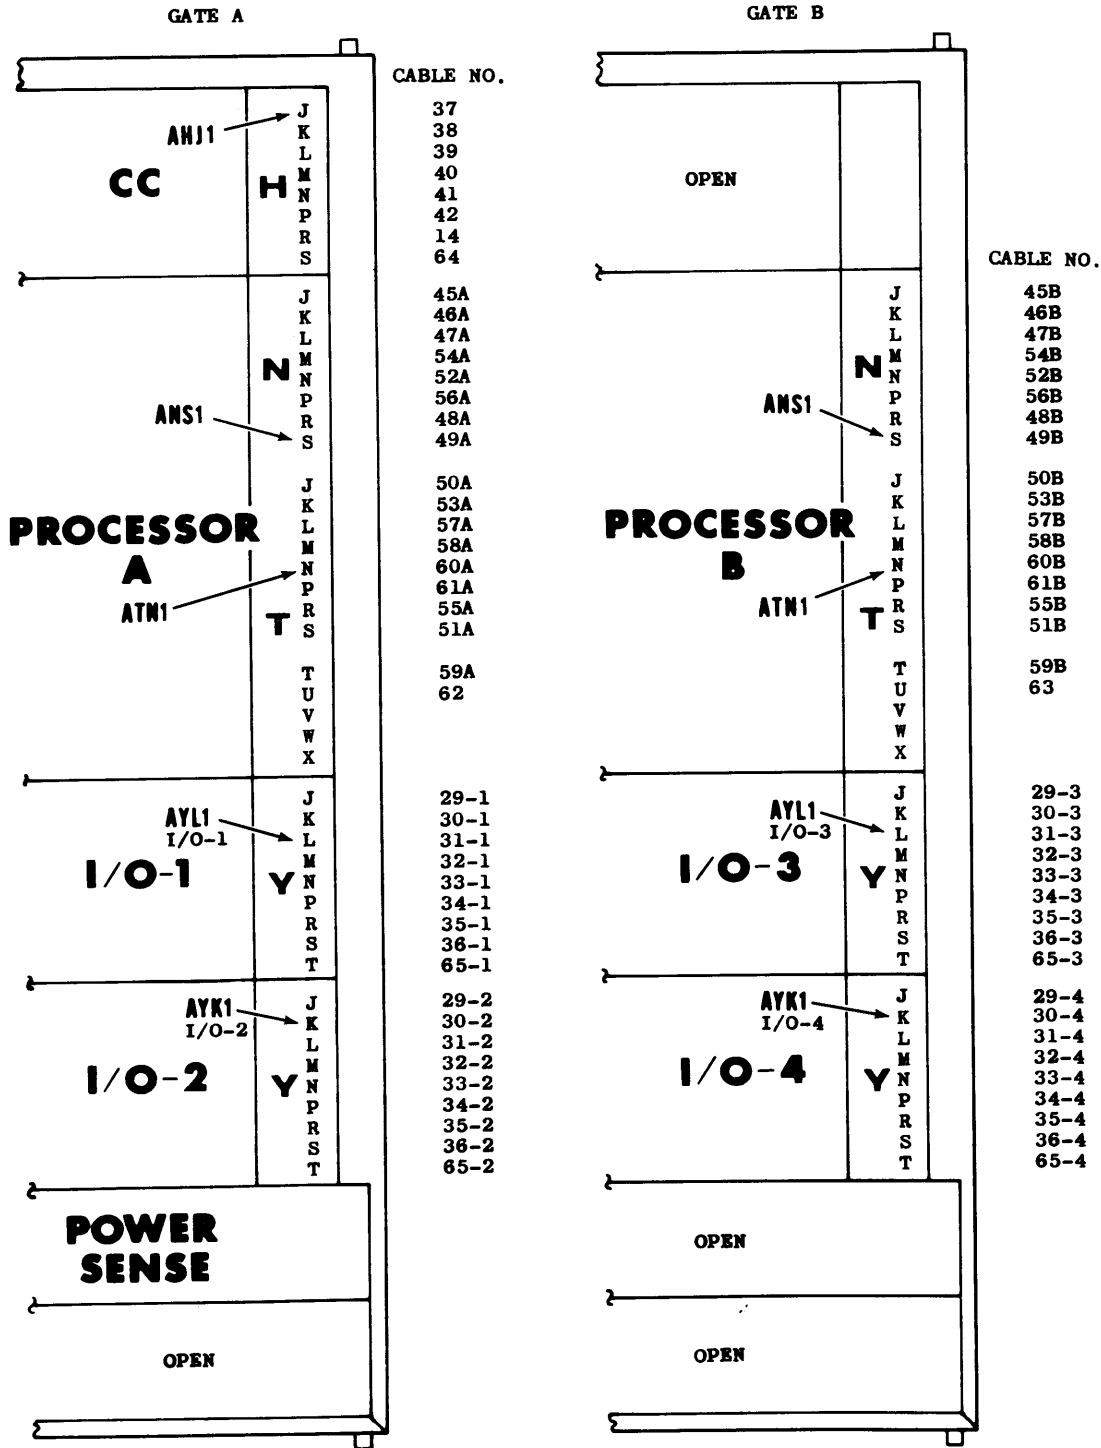 GATE A
CABLE NO.
J 37
AHJ1
K 38
L 39
CC
H
M 40
N 41
P 42
R 14
S 64
J 45A
K 46A
L 47A
M 54A
N
N 52A
P 56A
ANS1
R 48A
S 49A
J 50A
K 53A
PROCESSOR
A
L 57A
M 58A
N 60A
P 61A
ATN1
R 55A
T
S 51A
T 59A
U 62
V
W
X
J 29-1
AYL1
I/O-1
K 30-1
L 31-1
I/O-1
M 32-1
Y
N 33-1
P 34-1
R 35-1
S 36-1
T 65-1
J 29-2
AYK1
I/O-2
K 30-2
L 31-2
I/O-2
M 32-2
Y
N 33-2
P 34-2
R 35-2
S 36-2
T 65-2
POWER
SENSE
OPEN
GATE B
OPEN
CABLE NO.
J 45B
K 46B
L 47B
M 54B
N
N 52B
P 56B
ANS1
R 48B
S 49B
J 50B
K 53B
PROCESSOR
B
L 57B
M 58B
N 60B
P 61B
ATN1
R 55B
T
S 51B
T 59B
U 63
V
W
X
J 29-3
AYL1
I/O-3
K 30-3
L 31-3
I/O-3
M 32-3
Y
N 33-3
P 34-3
R 35-3
S 36-3
T 65-3
J 29-4
AYK1
I/O-4
K 30-4
L 31-4
I/O-4
M 32-4
Y
N 33-4
P 34-4
R 35-4
S 36-4
T 65-4
OPEN
OPEN